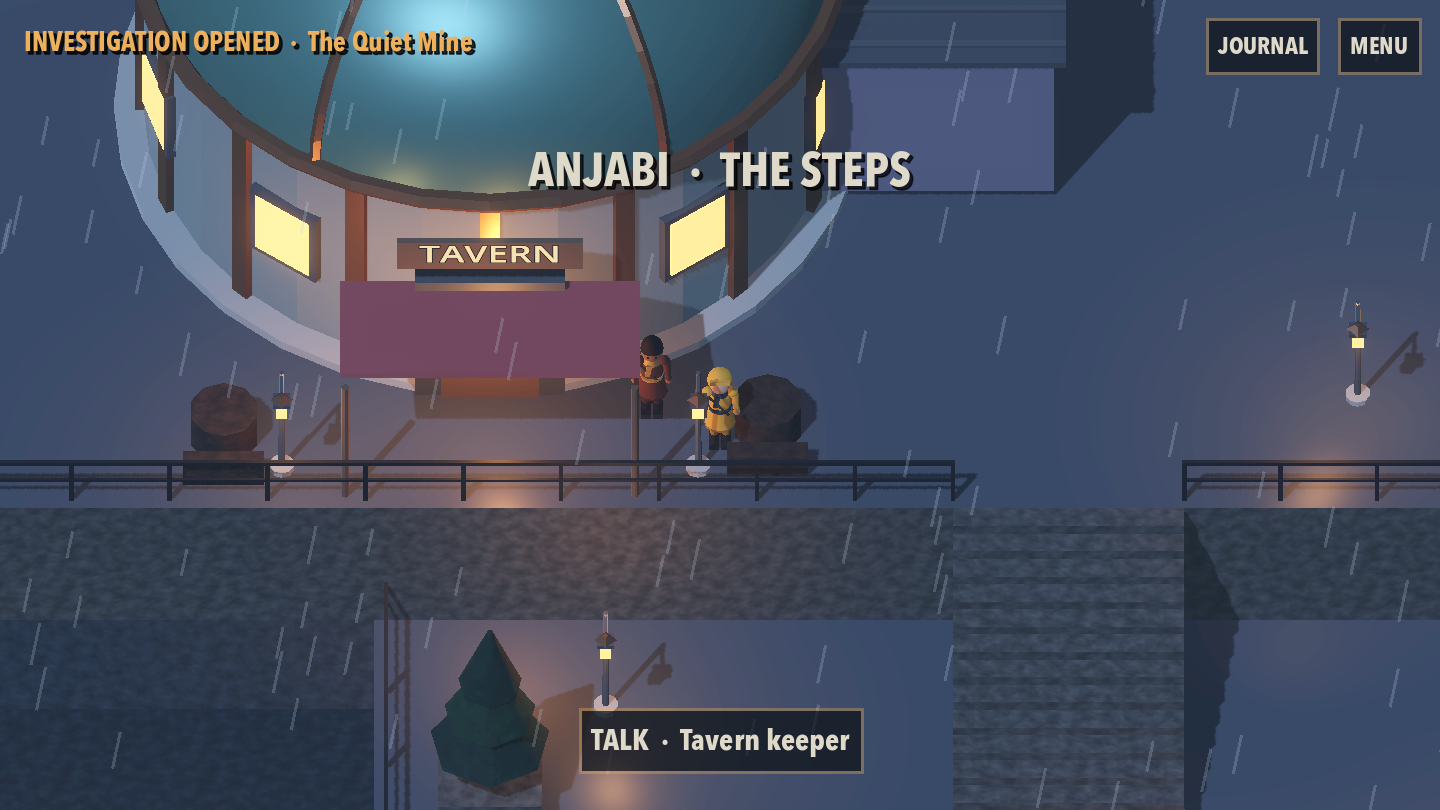 INVESTIGATION OPENED · The Quiet Mine
JOURNAL
MENU
ANJABI · THE STEPS
TAVERN
TALK · Tavern keeper